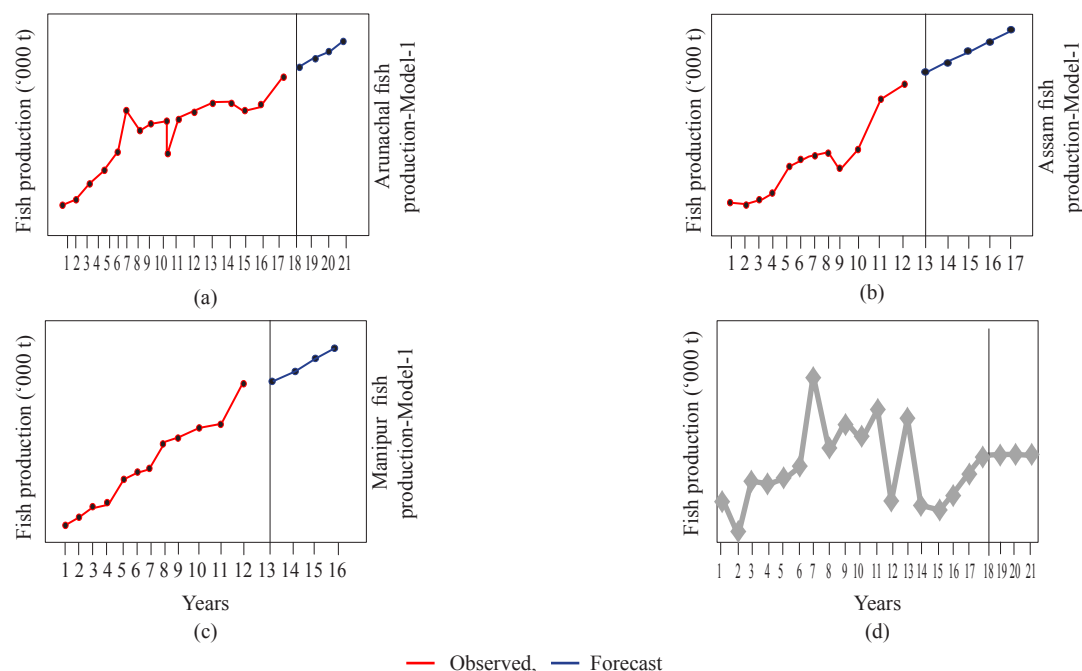 Fish production (‘000 t)
Arunachal fish
production-Model-1
1 2 3 4 5 6 7 8 9 10 11 12 13 14 15 16 17 18 19 20 21
(a)
Fish production (‘000 t)
Assam fish
production-Model-1
1 2 3 4 5 6 7 8 9 10 11 12 13 14 15 16 17
(b)
Fish production (‘000 t)
Manipur fish
production-Model-1
1 2 3 4 5 6 7 8 9 10 11 12 13 14 15 16
Years
(c)
Fish production (‘000 t)
1 2 3 4 5 6 7 8 9 10 11 12 13 14 15 16 17 18 19 20 21
Years
(d)
Observed, Forecast